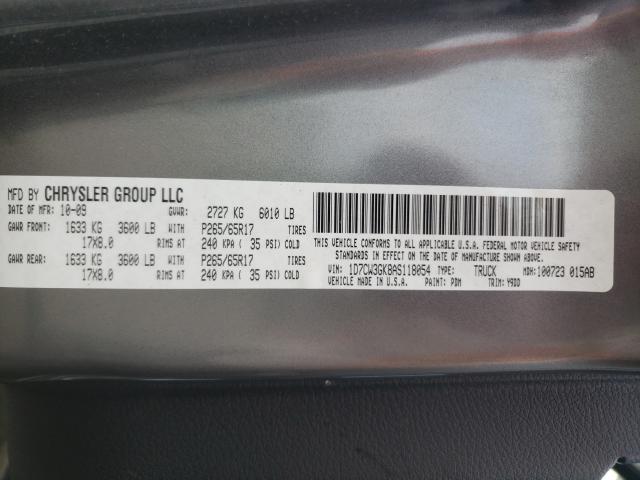 MFD BY CHRYSLER GROUP LLC
DATE OF MFR: 10-09 GVWR: 2727 KG 6010 LB
GAWR FRONT: 1633 KG 3600 LB WITH P265/65R17 TIRES
17X8.0 RIMS AT 240 KPA ( 35 PSI) COLD
GAWR REAR: 1633 KG 3600 LB WITH P265/65R17 TIRES
17X8.0 RIMS AT 240 KPA ( 35 PSI) COLD
THIS VEHICLE CONFORMS TO ALL APPLICABLE U.S.A. FEDERAL MOTOR VEHICLE SAFETY
STANDARDS IN EFFECT ON THE DATE OF MANUFACTURE SHOWN ABOVE.
VIN: 1D7CW3GK8AS118054 TYPE: TRUCK MDH: 100723 015AB
VEHICLE MADE IN U.S.A. PAINT: PDM TRIM: Y9DD